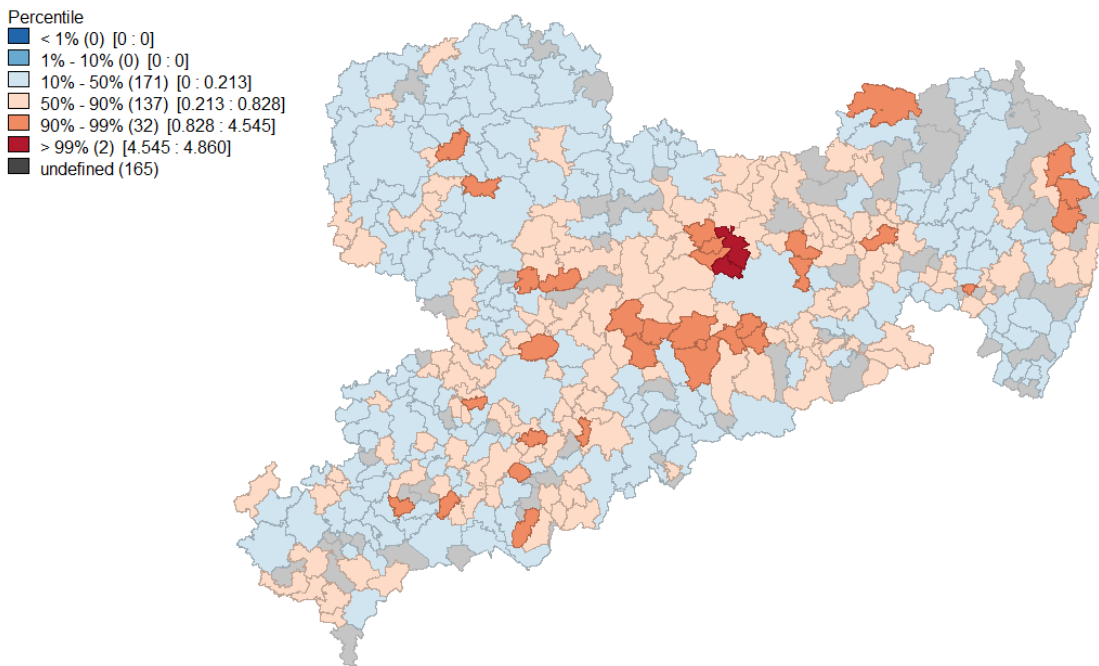 Percentile
< 1% (0) [0 : 0]
1% - 10% (0) [0 : 0]
10% - 50% (171) [0 : 0.213]
50% - 90% (137) [0.213 : 0.828]
90% - 99% (32) [0.828 : 4.545]
> 99% (2) [4.545 : 4.860]
undefined (165)